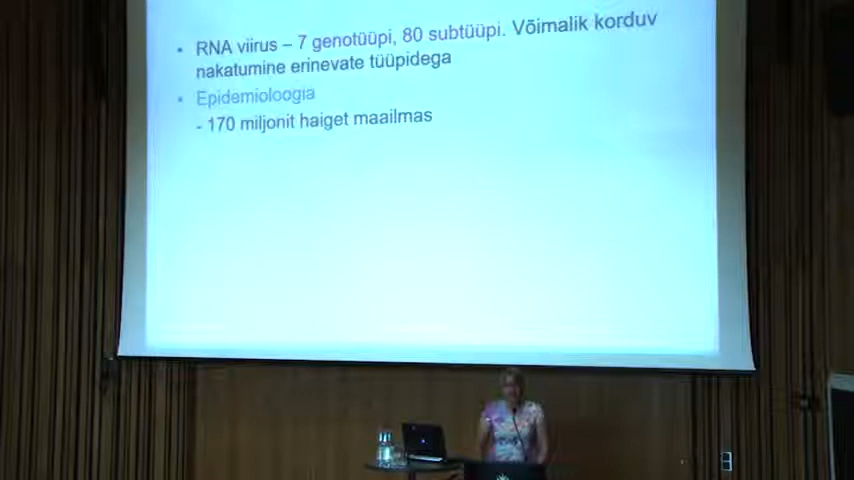 • RNA viirus – 7 genotüüpi, 80 subtüüpi. Võimalik korduv
nakatumine erinevate tüüpidega
• Epidemioloogia
- 170 miljonit haiget maailmas